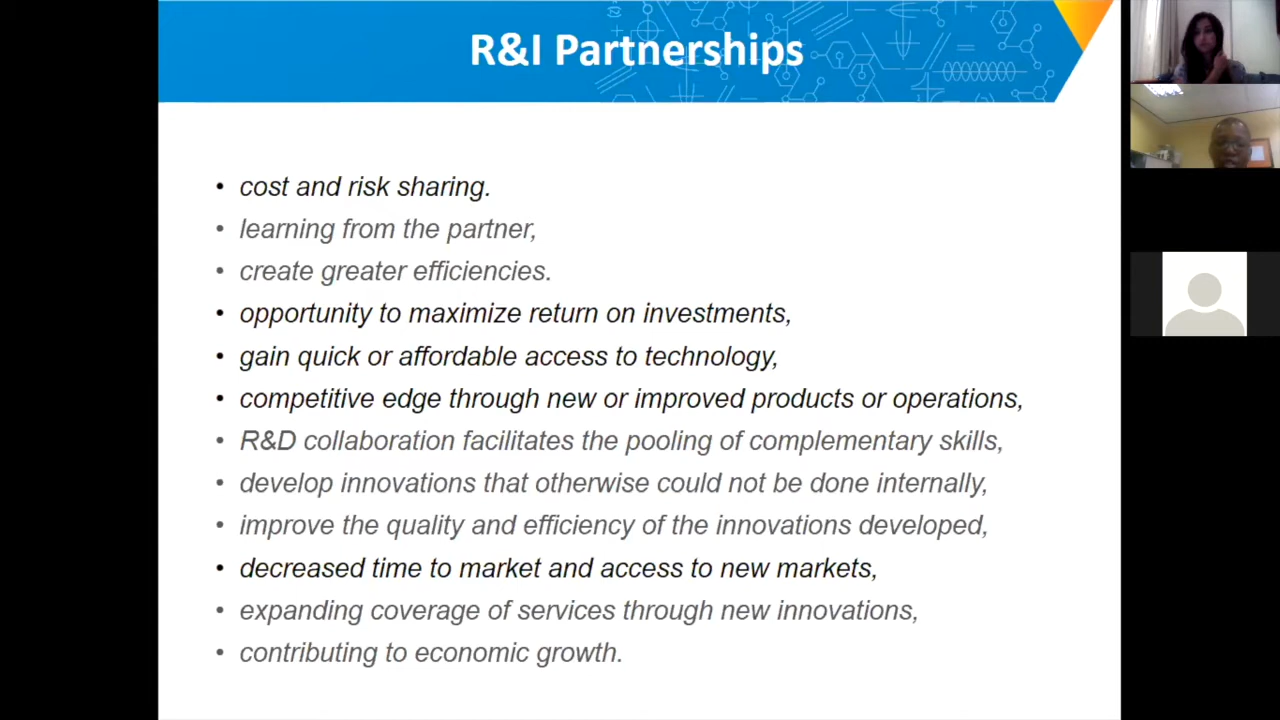 R&I Partnerships
• cost and risk sharing.
• learning from the partner,
• create greater efficiencies.
• opportunity to maximize return on investments,
• gain quick or affordable access to technology,
• competitive edge through new or improved products or operations,
• R&D collaboration facilitates the pooling of complementary skills,
• develop innovations that otherwise could not be done internally,
• improve the quality and efficiency of the innovations developed,
• decreased time to market and access to new markets,
• expanding coverage of services through new innovations,
• contributing to economic growth.